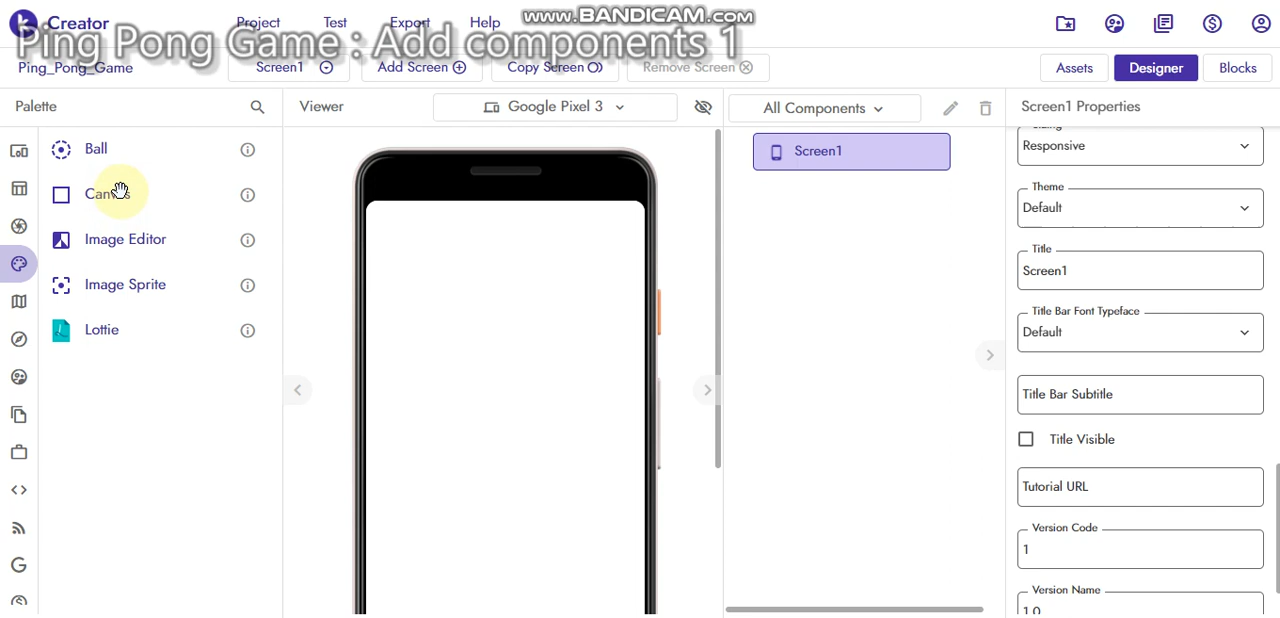 Creator
Project
Test
Export
Help
www.BANDICAM.com
Ping Pong Game : Add components 1
Ping_Pong_Game
Screen1
Add Screen
Copy Screen
Remove Screen
Assets
Designer
Blocks
Palette
Viewer
Google Pixel 3
All Components
Screen1 Properties
Ball
Canvas
Image Editor
Image Sprite
Lottie
Screen1
Sizing
Responsive
Theme
Default
Title
Screen1
Title Bar Font Typeface
Default
Title Bar Subtitle
Title Visible
Tutorial URL
Version Code
1
Version Name
1.0